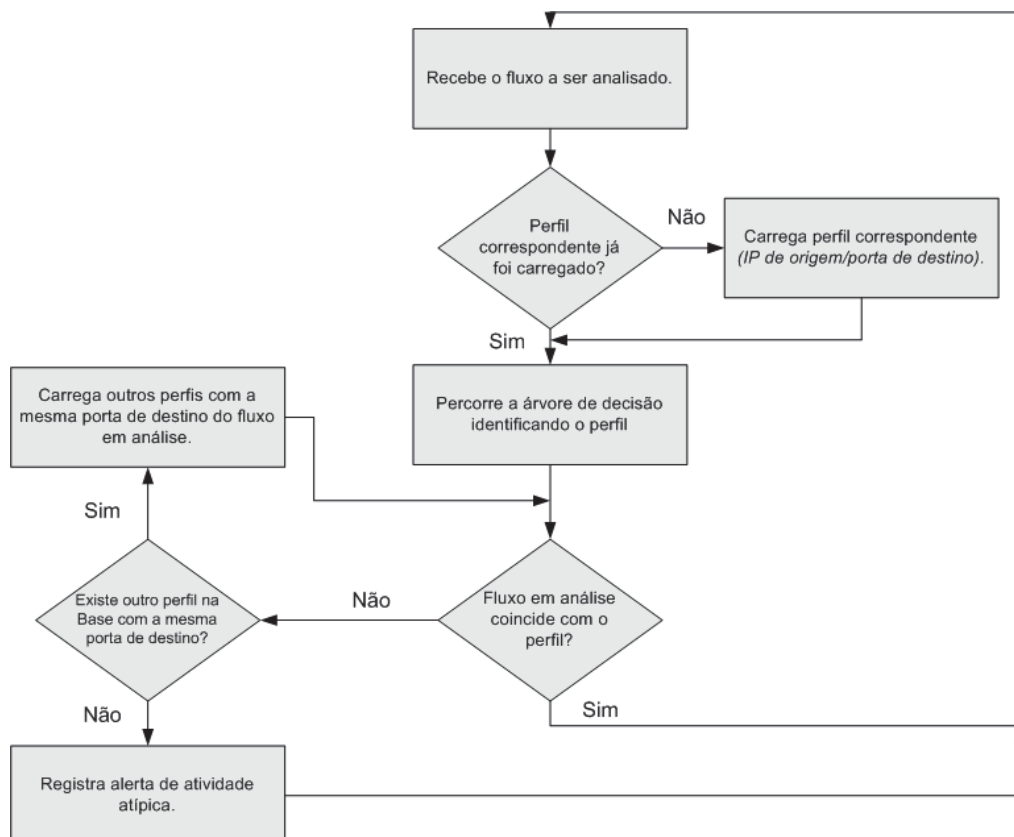 Recebe o fluxo a ser analisado.
Perfil
correspondente já
foi carregado?
Não
Carrega perfil correspondente
(IP de origem/porta de destino).
Sim
Percorre a árvore de decisão
identificando o perfil
Carrega outros perfis com a
mesma porta de destino do fluxo
em análise.
Sim
Existe outro perfil na
Base com a mesma
porta de destino?
Não
Fluxo em análise
coincide com o
perfil?
Não
Sim
Registra alerta de atividade
atípica.